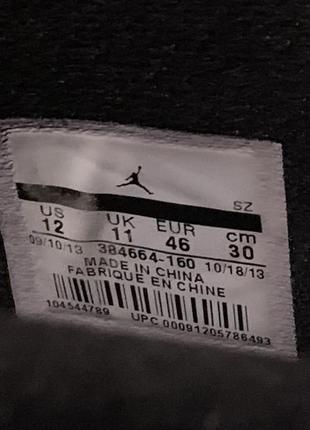 SZ
US UK EUR cm
12 11 46 30
09/10/13 384664-160 10/18/13
MADE IN CHINA
FABRIQUE EN CHINE
104544789 UPC 00091205786493